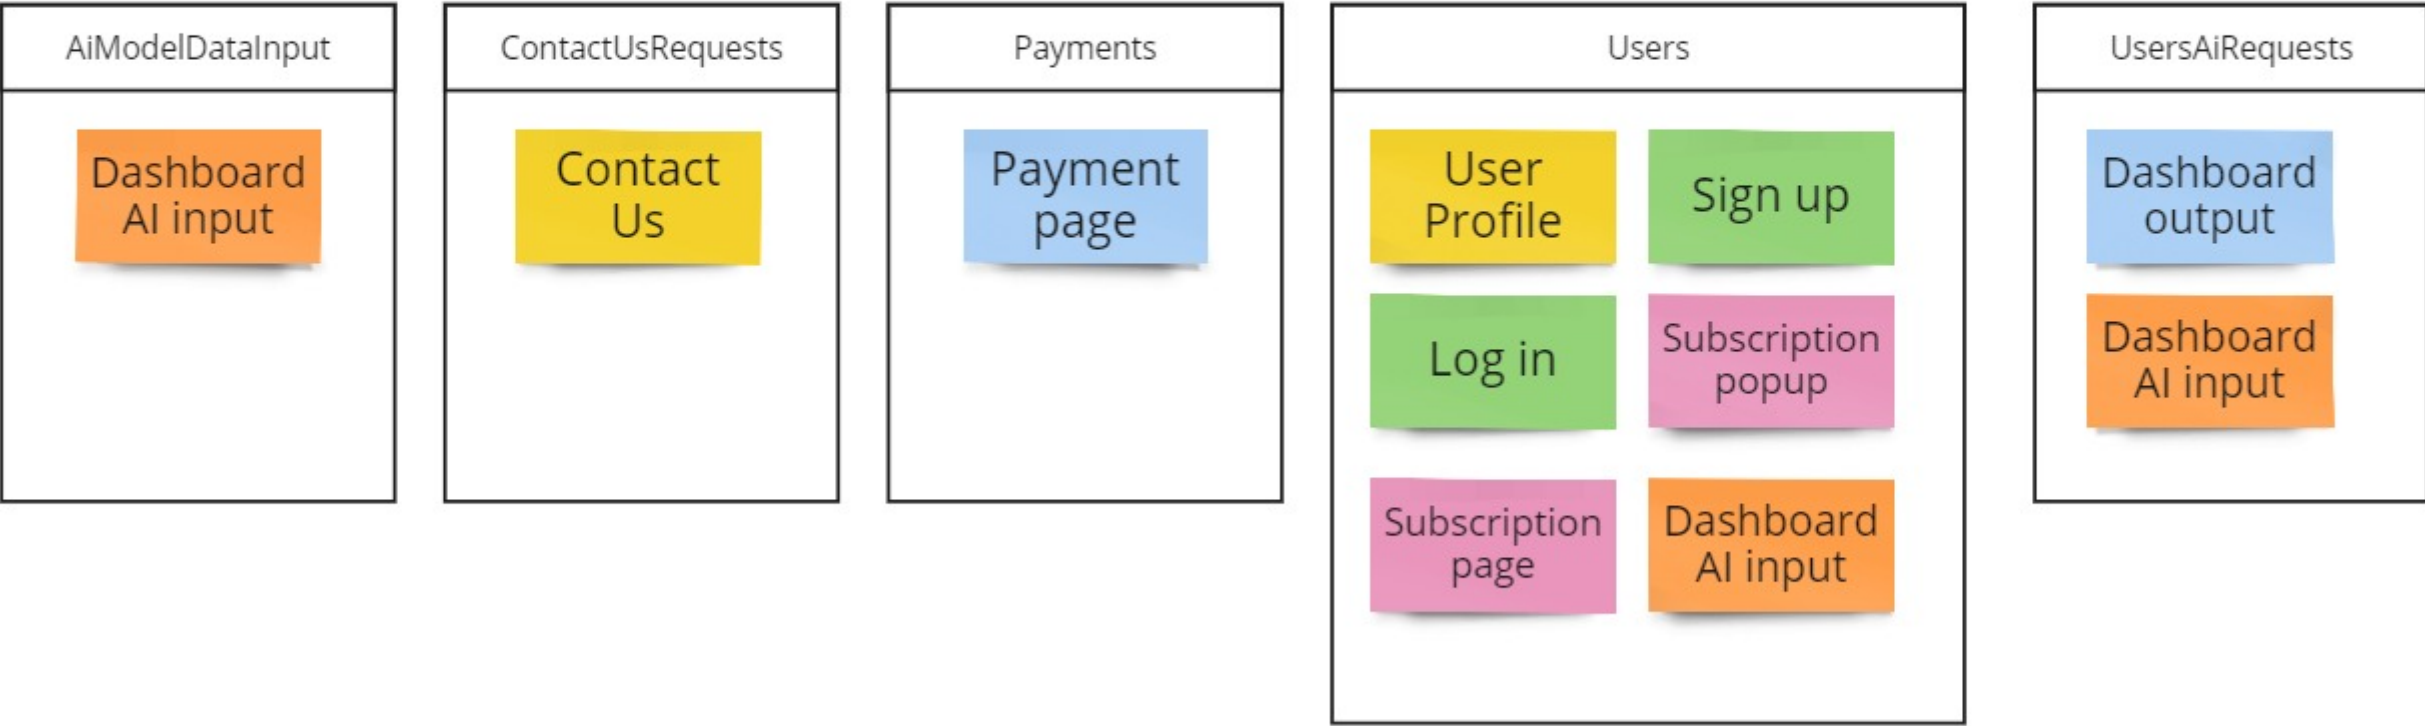 AiModelDataInput
Dashboard
AI input
ContactUsRequests
Contact
Us
Payments
Payment
page
Users
User
Profile
Sign up
Log in
Subscription
popup
Subscription
page
Dashboard
AI input
UsersAiRequests
Dashboard
output
Dashboard
AI input